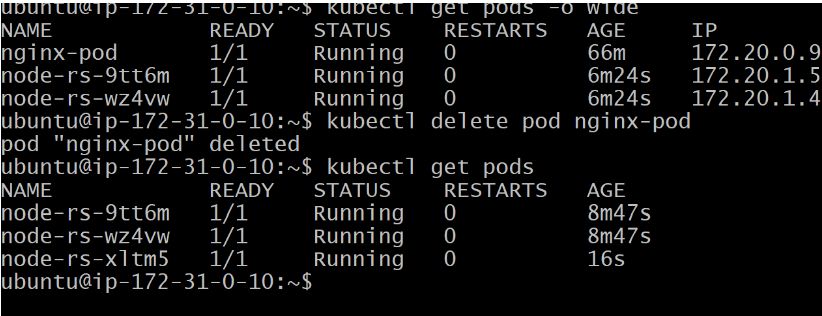 ubuntu@ip-172-31-0-10:~$ kubectl get pods -o wide
NAME READY STATUS RESTARTS AGE IP
nginx-pod 1/1 Running 0 66m 172.20.0.9
node-rs-9tt6m 1/1 Running 0 6m24s 172.20.1.5
node-rs-wz4vw 1/1 Running 0 6m24s 172.20.1.4
ubuntu@ip-172-31-0-10:~$ kubectl delete pod nginx-pod
pod "nginx-pod" deleted
ubuntu@ip-172-31-0-10:~$ kubectl get pods
NAME READY STATUS RESTARTS AGE
node-rs-9tt6m 1/1 Running 0 8m47s
node-rs-wz4vw 1/1 Running 0 8m47s
node-rs-xltm5 1/1 Running 0 16s
ubuntu@ip-172-31-0-10:~$